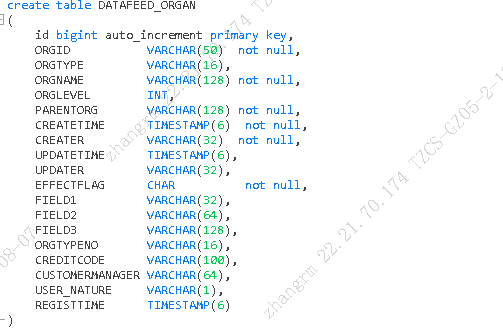 create table DATAFEED_ORGAN
(
id bigint auto_increment primary key,
ORGID VARCHAR(50) not null,
ORGTYPE VARCHAR(16),
ORGNAME VARCHAR(128) not null,
ORGLEVEL INT,
PARENTORG VARCHAR(128) not null,
CREATETIME TIMESTAMP(6) not null,
CREATER VARCHAR(32) not null,
UPDATETIME TIMESTAMP(6),
UPDATER VARCHAR(32),
EFFECTFLAG CHAR not null,
FIELD1 VARCHAR(32),
FIELD2 VARCHAR(64),
FIELD3 VARCHAR(128),
ORGTYPENO VARCHAR(16),
CREDITCODE VARCHAR(100),
CUSTOMERMANAGER VARCHAR(64),
USER_NATURE VARCHAR(1),
REGISTTIME TIMESTAMP(6)
)
zhangrm 22.21.70.174 TZCS-GZ05-2-1
zhangrm 22.21.70.174 TZCS-GZ05-2-1
08-07